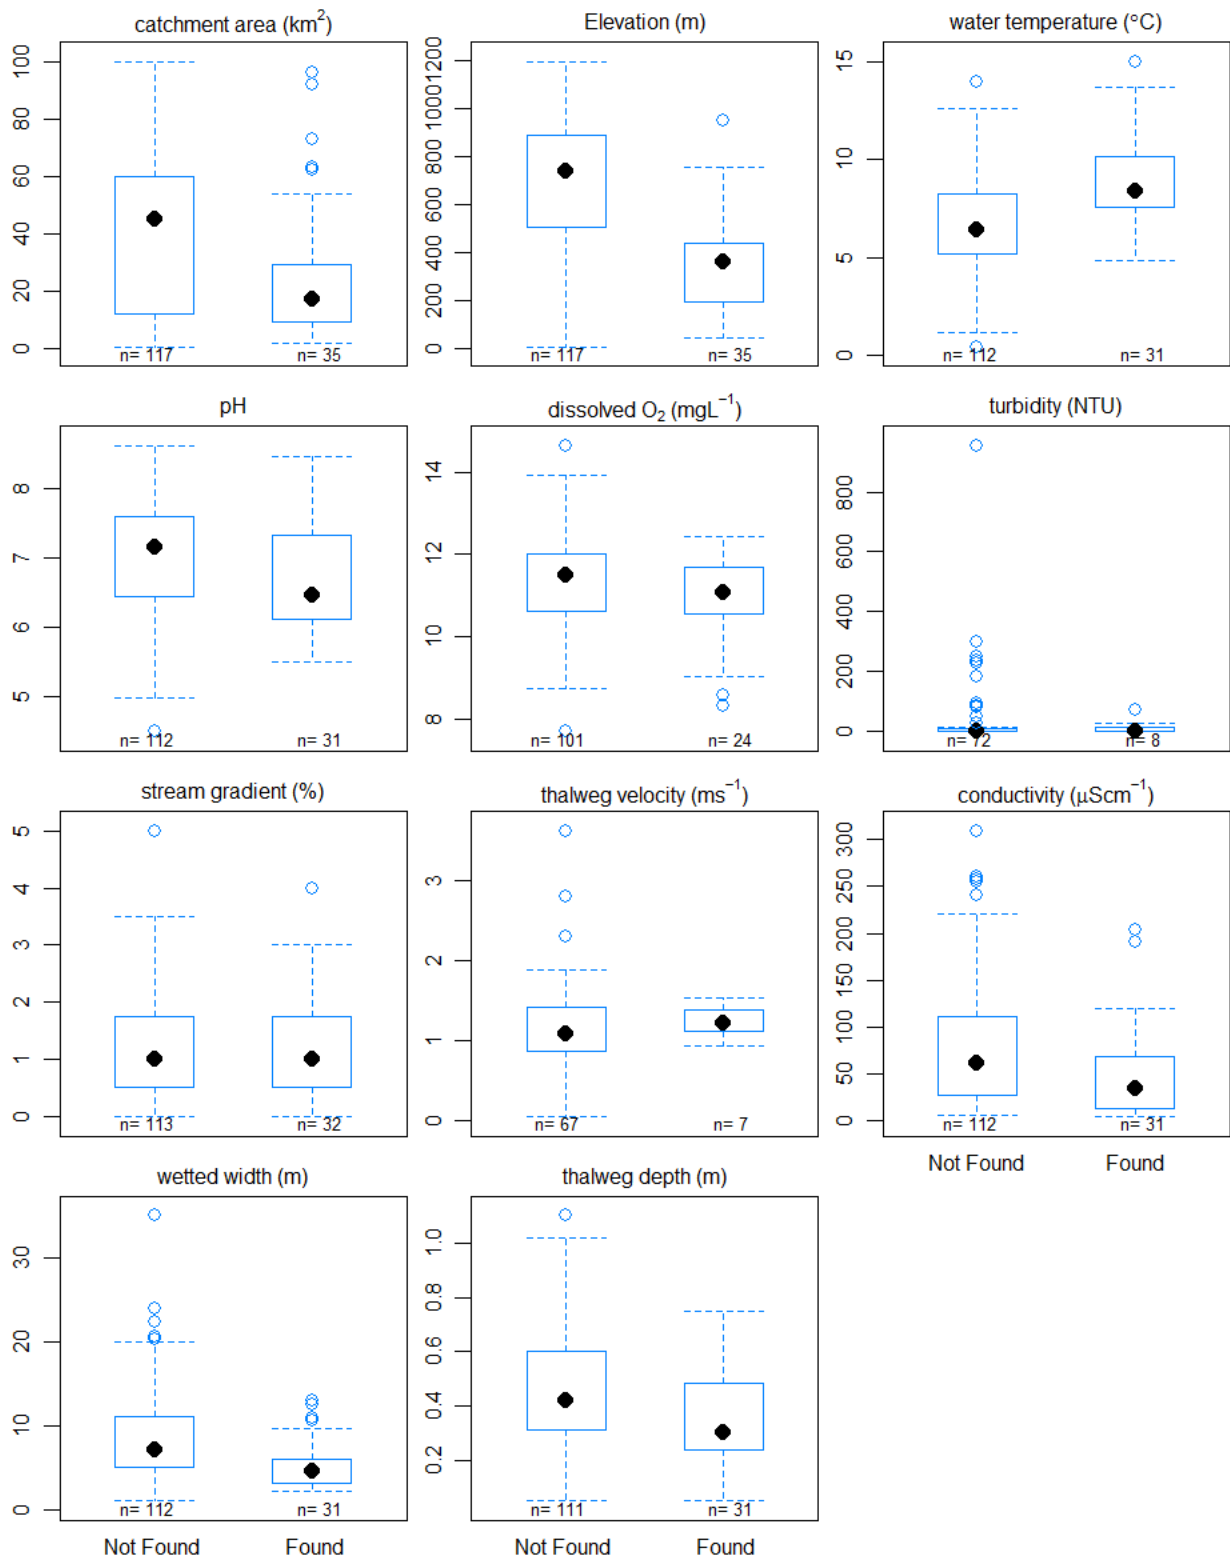 catchment area (km²)
Elevation (m)
water temperature (°C)
100
80
60
40
20
0
n= 117
n= 35
1200
1000
800
600
400
200
0
n= 117
n= 35
15
10
5
0
n= 112
n= 31
pH
dissolved O₂ (mgL⁻¹)
turbidity (NTU)
8
7
6
5
n= 112
n= 31
14
12
10
8
n= 101
n= 24
800
600
400
200
0
n= 72
n= 8
stream gradient (%)
thalweg velocity (ms⁻¹)
conductivity (μScm⁻¹)
5
4
3
2
1
0
n= 113
n= 32
3
2
1
0
n= 67
n= 7
300
250
200
150
100
50
0
n= 112
n= 31
Not Found
Found
wetted width (m)
thalweg depth (m)
30
20
10
0
n= 112
n= 31
1.0
0.8
0.6
0.4
0.2
n= 111
n= 31
Not Found
Found
Not Found
Found